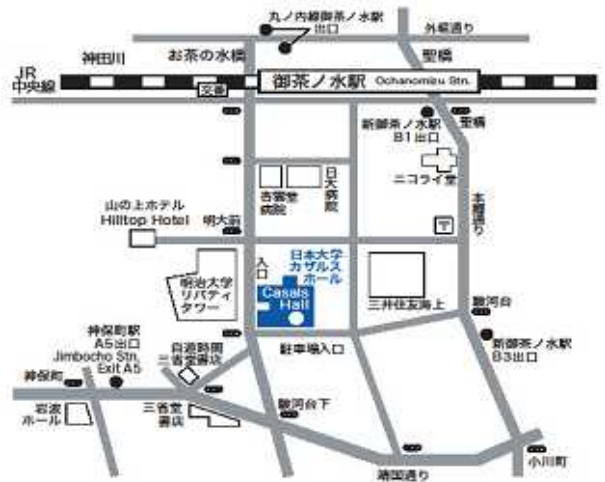 丸ノ内線御茶ノ水駅
出口
外堀通り
神田川
お茶の水橋
聖橋
JR
中央線
御茶ノ水駅 Ochanomizu Stn.
交番
新御茶ノ水駅
B1出口
聖橋
ニコライ堂
杏雲堂
病院
日大病院
本郷通り
山の上ホテル
Hilltop Hotel
明大前
〒
入口
日本大学
カザルス
ホール
Casals
Hall
明治大学
リバティ
タワー
三井住友海上
駿河台
新御茶ノ水駅
B3出口
神保町駅
A5出口
Jimbocho Stn.
Exit A5
自遊時間
三省堂書店
駐車場入口
神保町
岩波
ホール
三省堂
書店
駿河台下
小川町
靖国通り